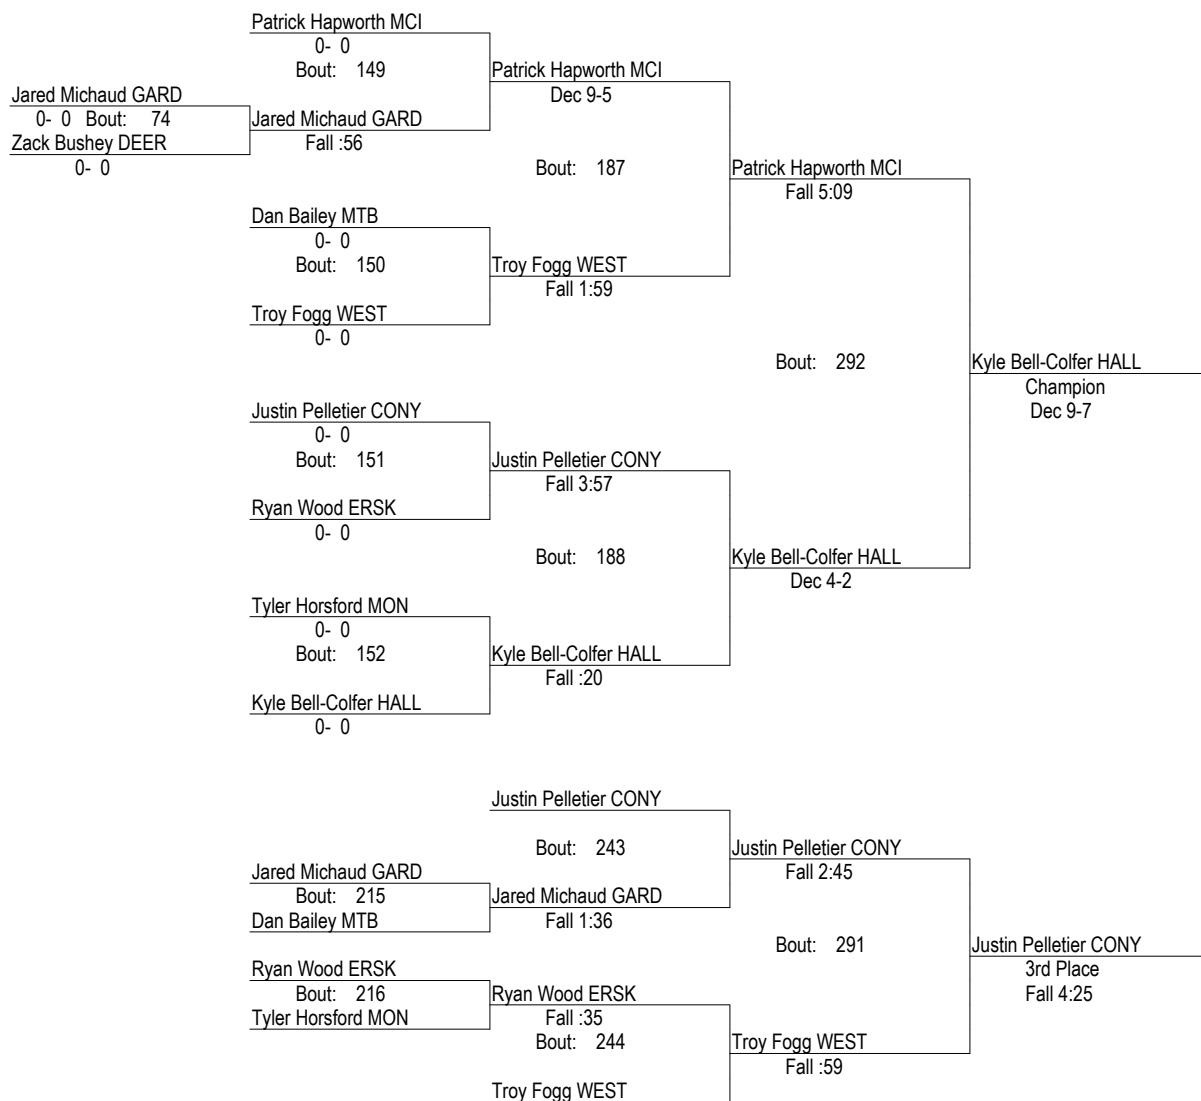 Patrick Hapworth MCI
0- 0
Bout: 149
Patrick Hapworth MCI
Dec 9-5
Jared Michaud GARD
0- 0 Bout: 74
Jared Michaud GARD
Fall :56
Zack Bushey DEER
0- 0
Bout: 187
Patrick Hapworth MCI
Fall 5:09
Dan Bailey MTB
0- 0
Bout: 150
Troy Fogg WEST
Fall 1:59
Troy Fogg WEST
0- 0
Bout: 292
Kyle Bell-Colfer HALL
Champion
Dec 9-7
Justin Pelletier CONY
0- 0
Bout: 151
Justin Pelletier CONY
Fall 3:57
Ryan Wood ERSK
0- 0
Bout: 188
Kyle Bell-Colfer HALL
Dec 4-2
Tyler Horsford MON
0- 0
Bout: 152
Kyle Bell-Colfer HALL
Fall :20
Kyle Bell-Colfer HALL
0- 0
Justin Pelletier CONY
Bout: 243
Justin Pelletier CONY
Fall 2:45
Jared Michaud GARD
Bout: 215
Jared Michaud GARD
Fall 1:36
Dan Bailey MTB
Bout: 291
Justin Pelletier CONY
3rd Place
Fall 4:25
Ryan Wood ERSK
Bout: 216
Ryan Wood ERSK
Fall :35
Tyler Horsford MON
Bout: 244
Troy Fogg WEST
Fall :59
Troy Fogg WEST